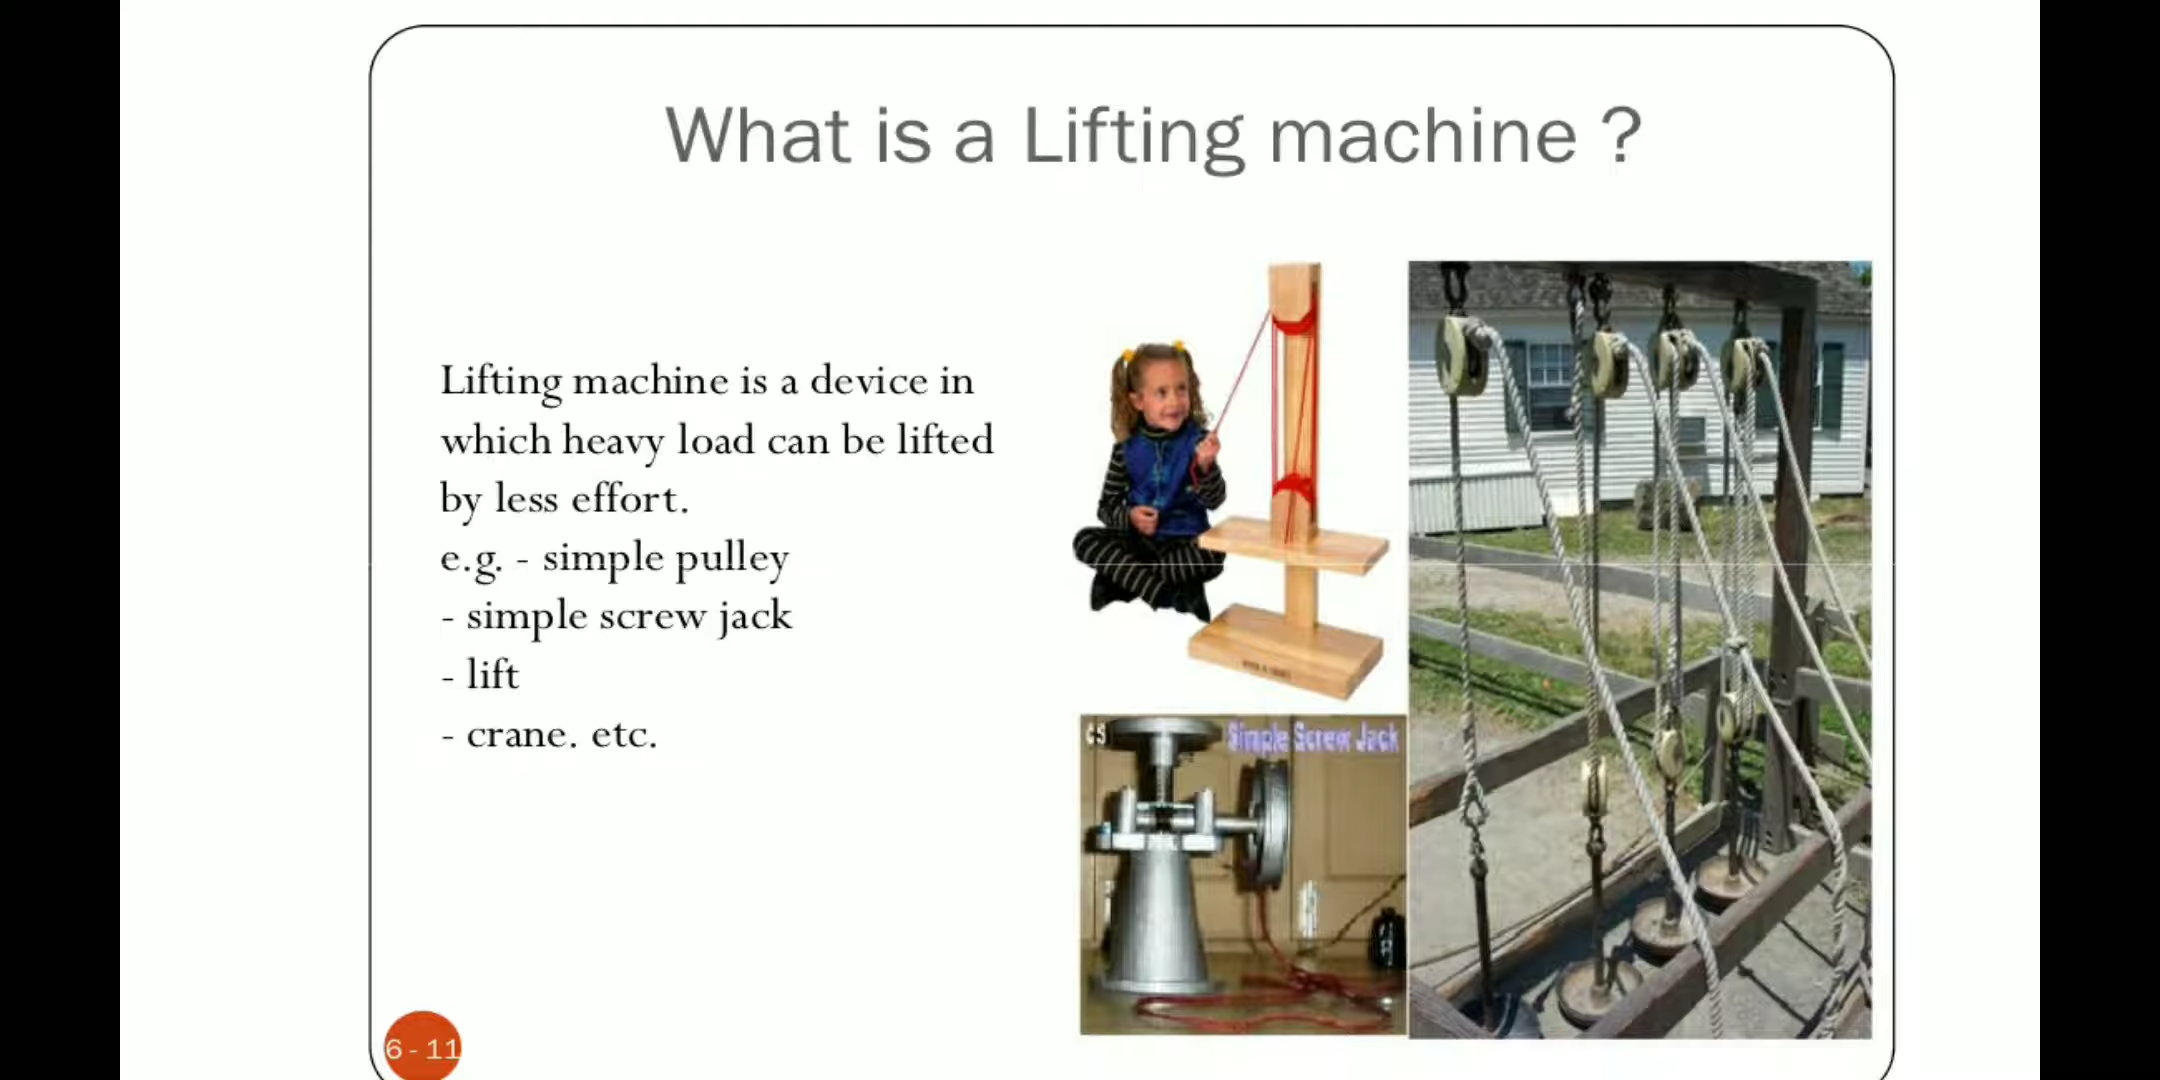 What is a Lifting machine ?
Lifting machine is a device in
which heavy load can be lifted
by less effort.
e.g. - simple pulley
- simple screw jack
- lift
- crane. etc.
Simple Screw Jack
6 - 11